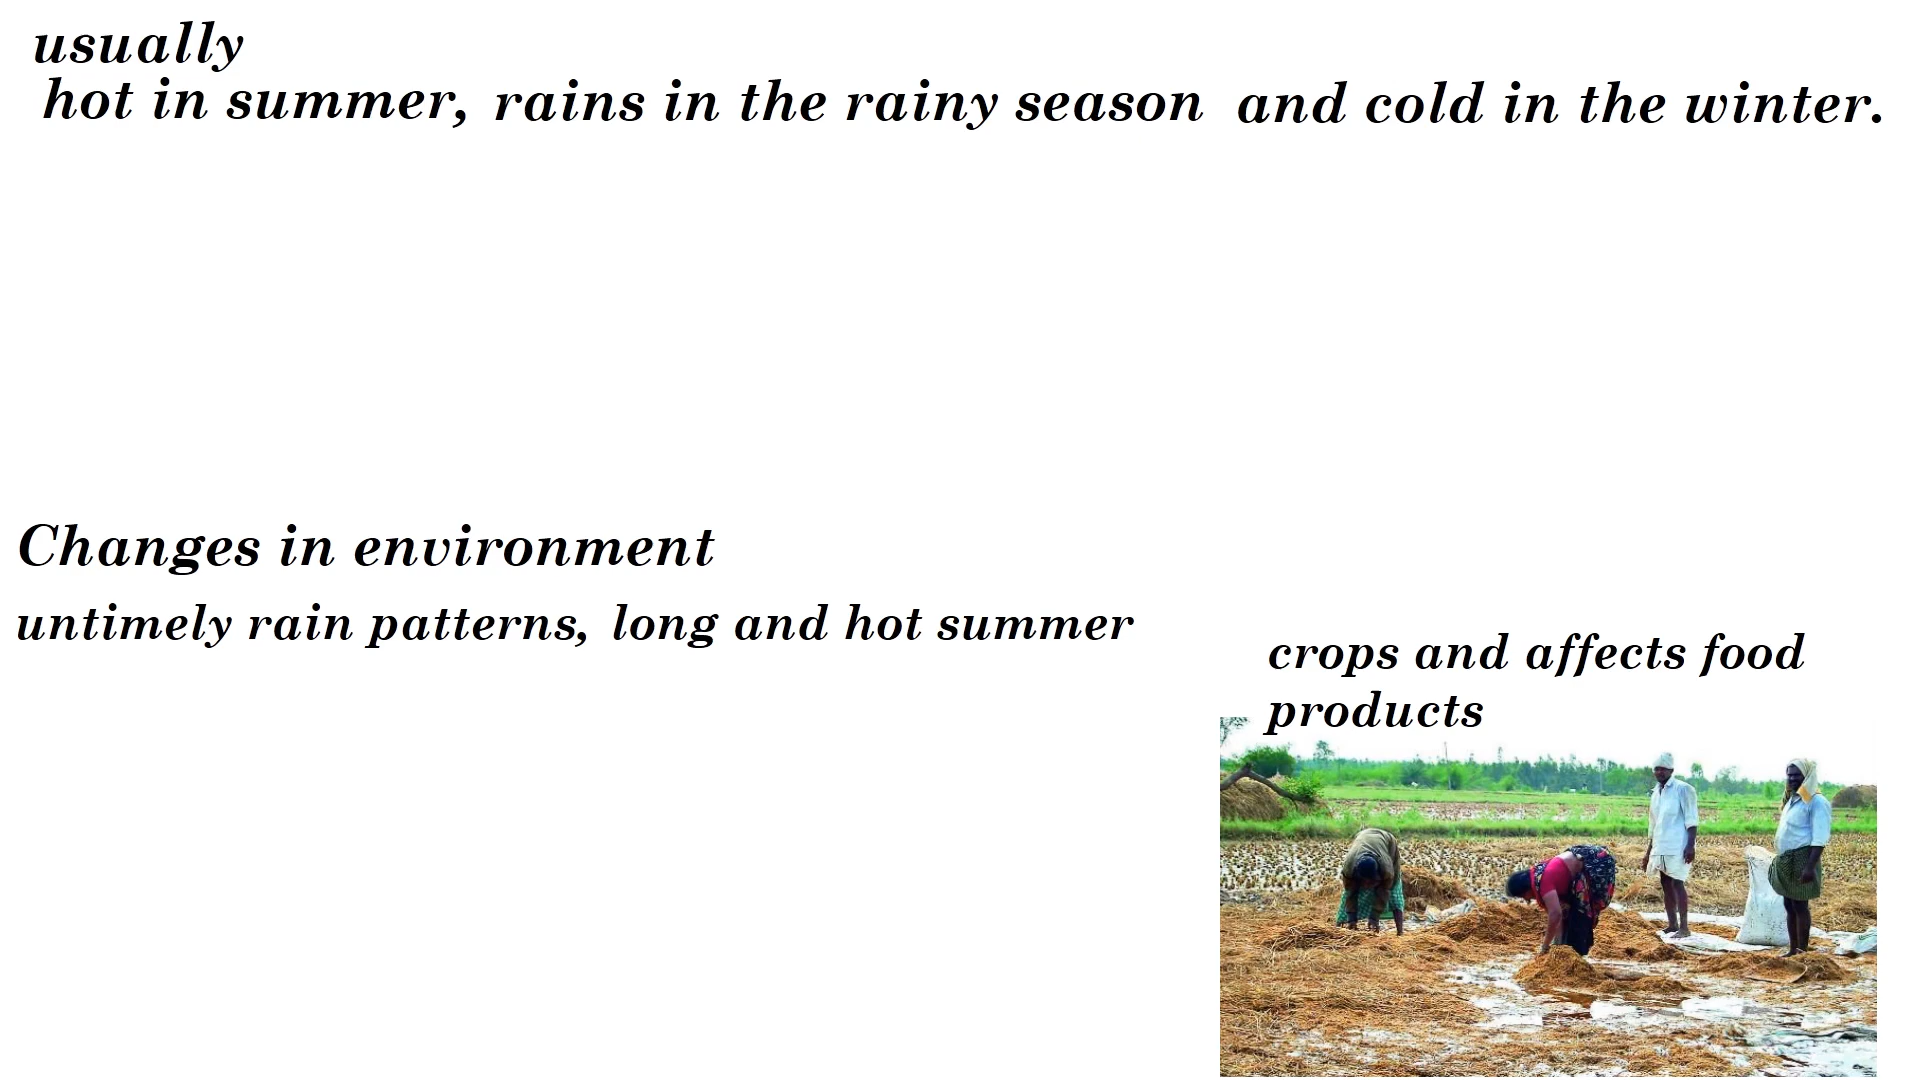 usually
hot in summer, rains in the rainy season and cold in the winter.
Changes in environment
untimely rain patterns, long and hot summer
crops and affects food
products